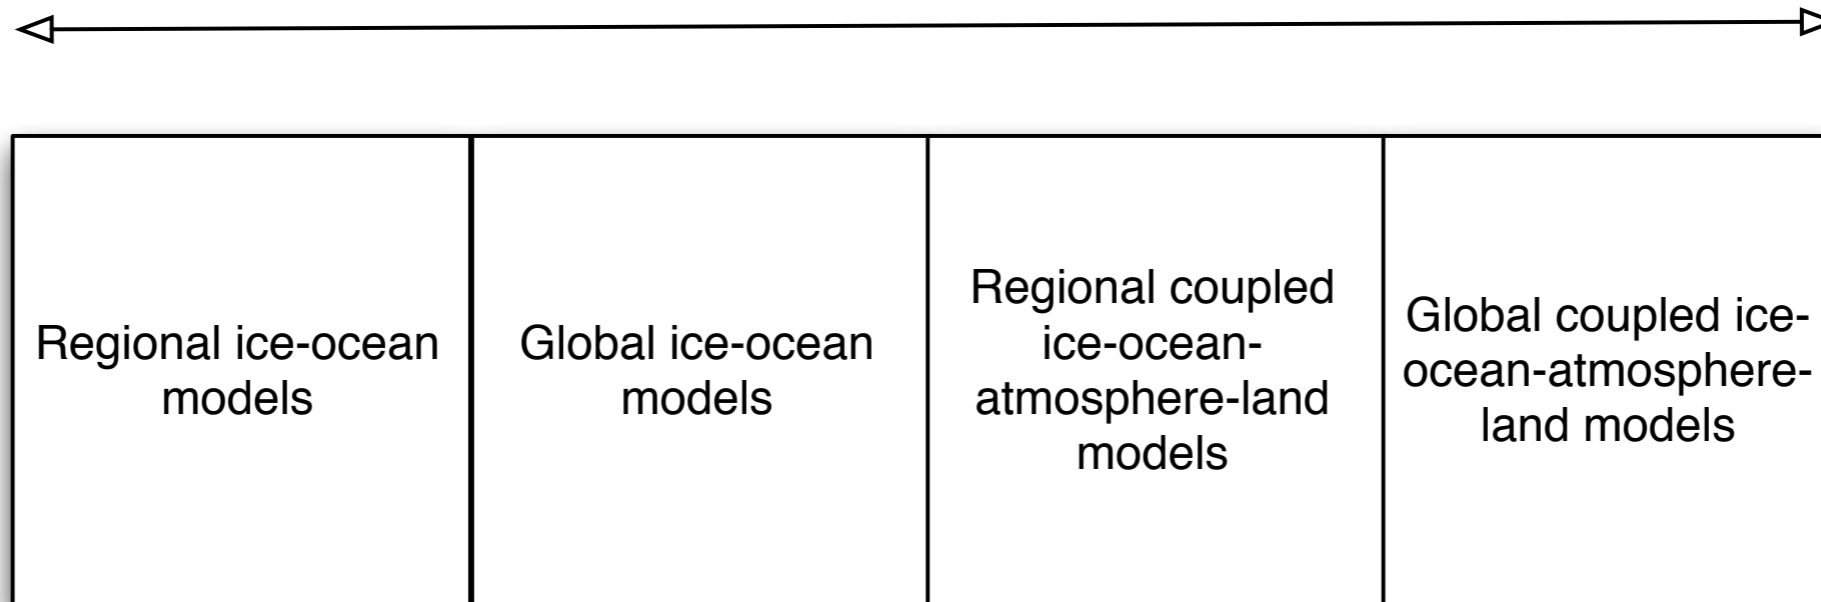 Regional ice-ocean
models
Global ice-ocean
models
Regional coupled
ice-ocean-
atmosphere-land
models
Global coupled ice-
ocean-atmosphere-
land models